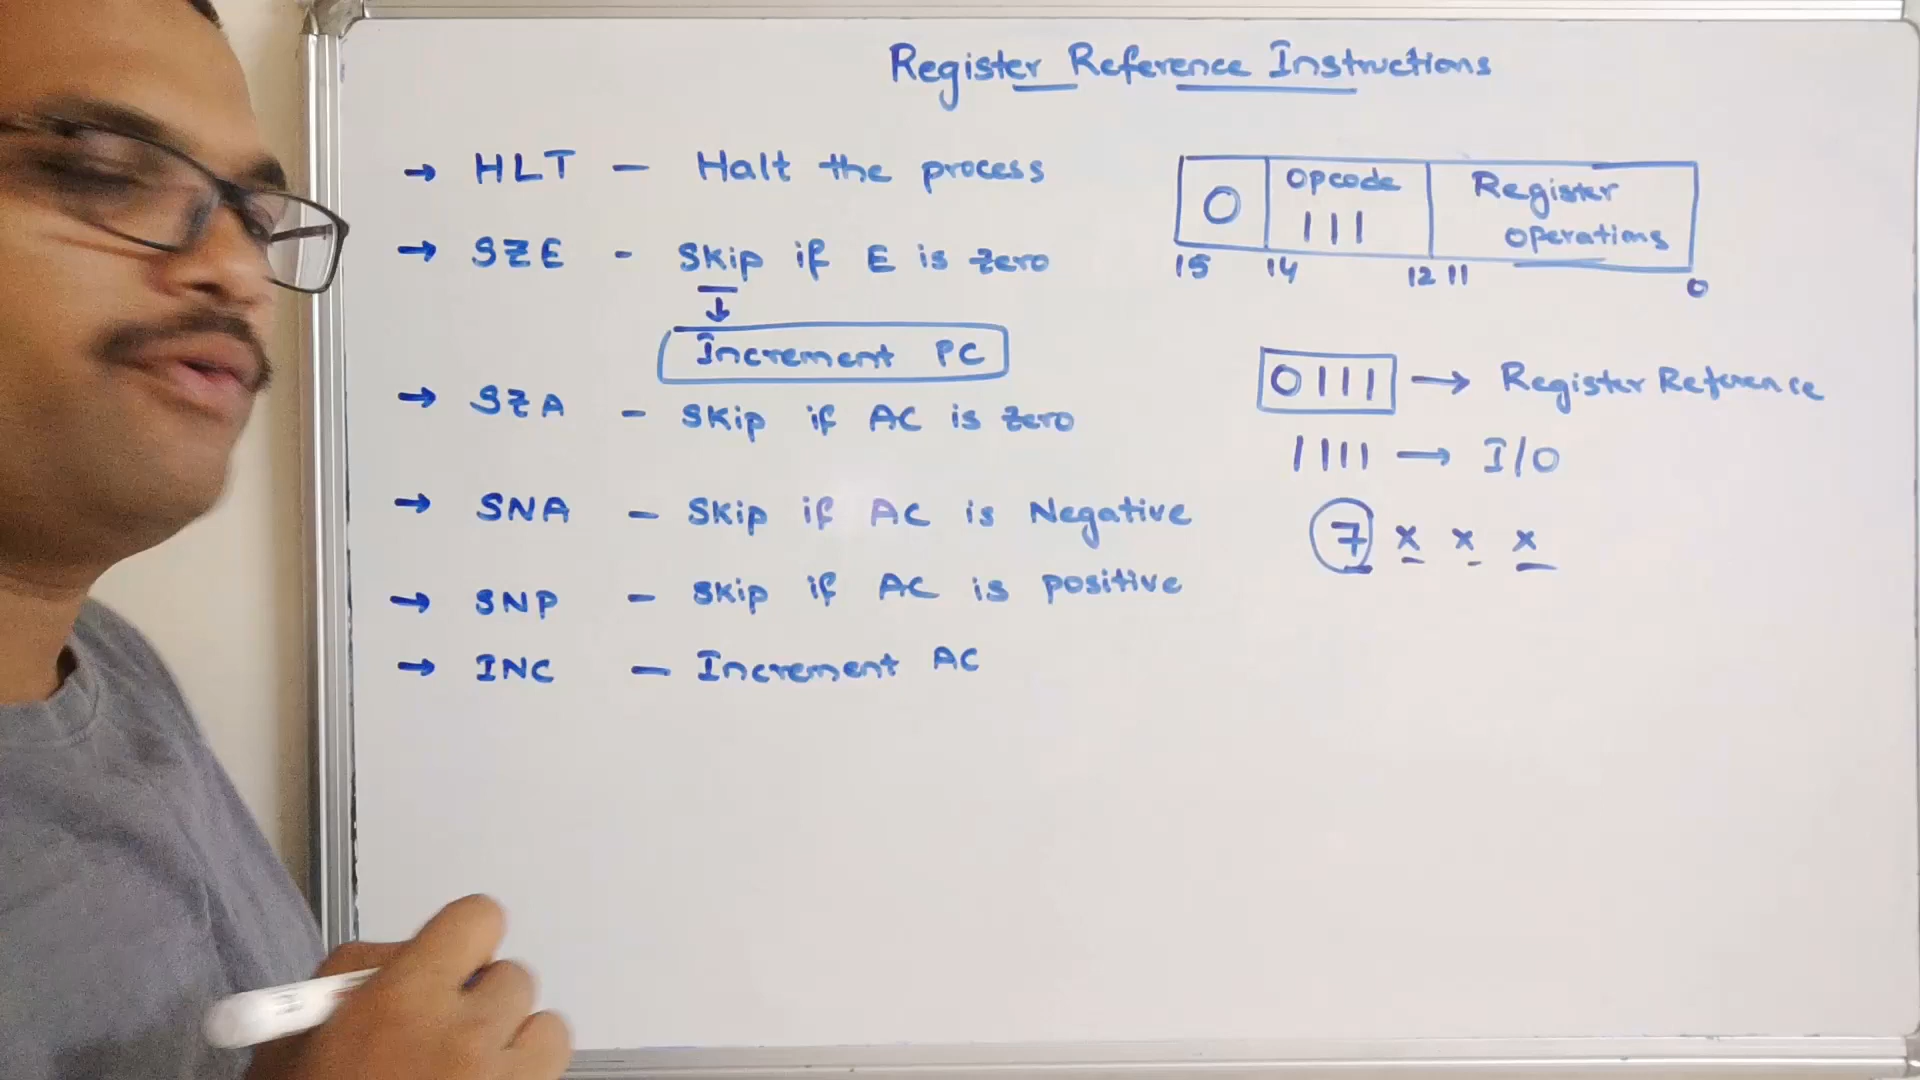 Register Reference Instructions
→ HLT — Halt the process
→ SZE - Skip if E is zero
↓
Increment PC
→ SZA - Skip if AC is zero
→ SNA - Skip if AC is Negative
→ SNP - Skip if AC is positive
→ INC — Increment AC
0 opcode Register
111 operations
15 14 12 11 0
0111 → Register Reference
1111 → I/O
7 x x x